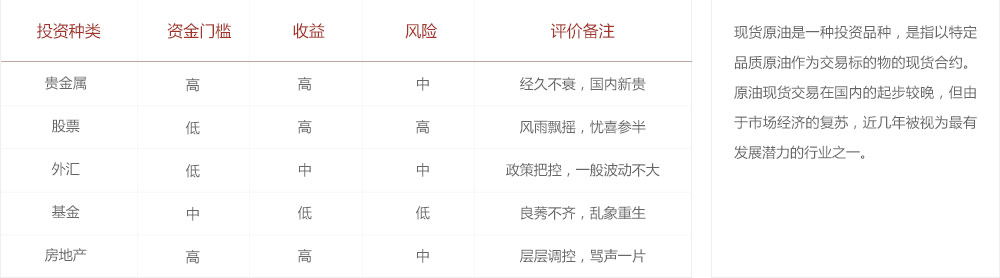 投资种类 资金门槛 收益 风险 评价备注
贵金属 高 高 中 经久不衰，国内新贵
股票 低 高 高 风雨飘摇，忧喜参半
外汇 低 中 中 政策把控，一般波动不大
基金 中 低 低 良莠不齐，乱象重生
房地产 高 高 中 层层调控，骂声一片
现货原油是一种投资品种，是指以特定
品质原油作为交易标的物的现货合约。
原油现货交易在国内的起步较晚，但由
于市场经济的复苏，近几年被视为最有
发展潜力的行业之一。